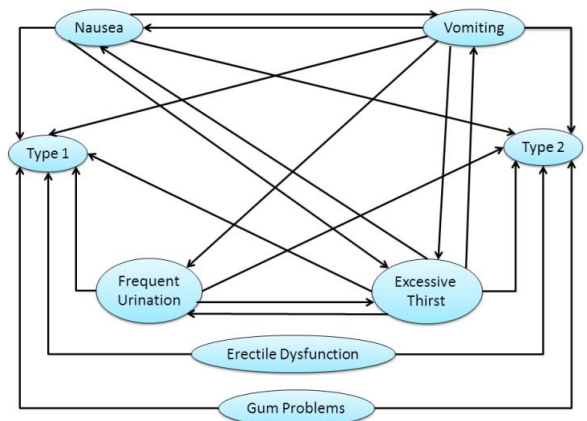 Nausea
Vomiting
Type 1
Type 2
Frequent
Urination
Excessive
Thirst
Erectile Dysfunction
Gum Problems